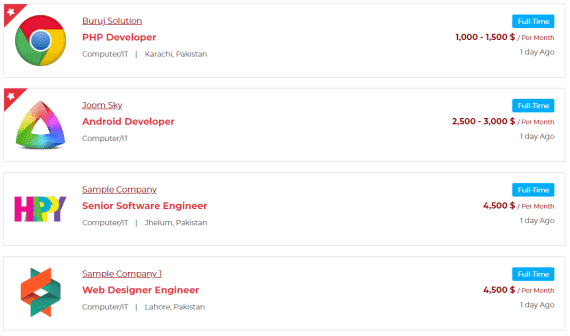 Buruj Solution
Full-Time
PHP Developer
1,000 - 1,500 $ / Per Month
Computer/IT | Karachi, Pakistan
1 day Ago
Joom Sky
Full-Time
Android Developer
2,500 - 3,000 $ / Per Month
Computer/IT
1 day Ago
HIPPY
Sample Company
Full-Time
Senior Software Engineer
4,500 $ / Per Month
Computer/IT | Jhelum, Pakistan
1 day Ago
Sample Company 1
Full-Time
Web Designer Engineer
4,500 $ / Per Month
Computer/IT | Lahore, Pakistan
1 day Ago